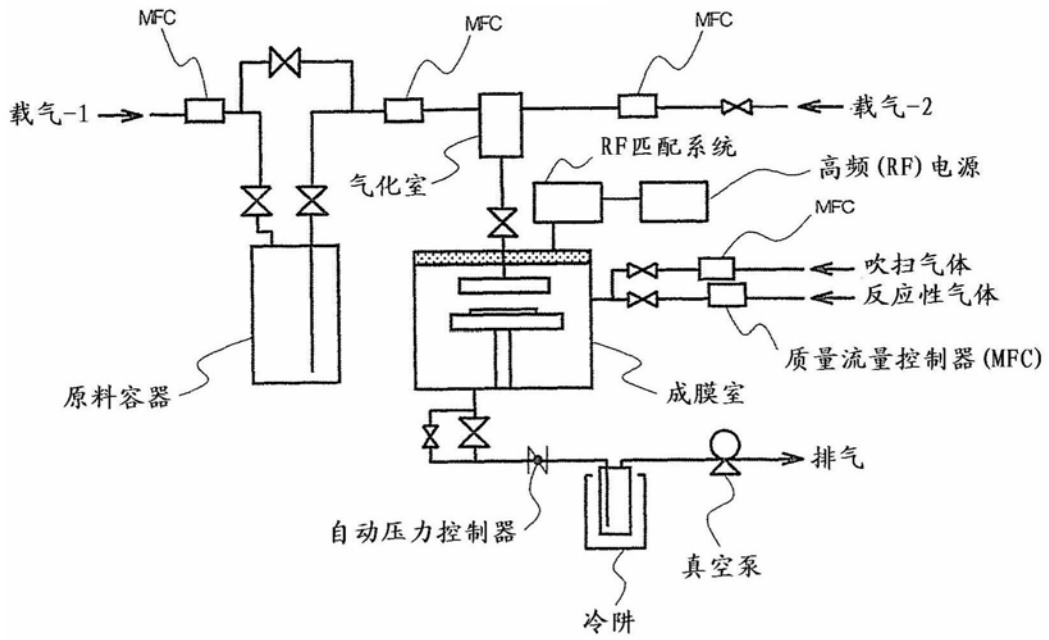 MFC
MFC
MFC
载气-1
载气-2
气化室
RF匹配系统
高频(RF)电源
MFC
吹扫气体
反应性气体
质量流量控制器(MFC)
原料容器
成膜室
排气
自动压力控制器
真空泵
冷阱